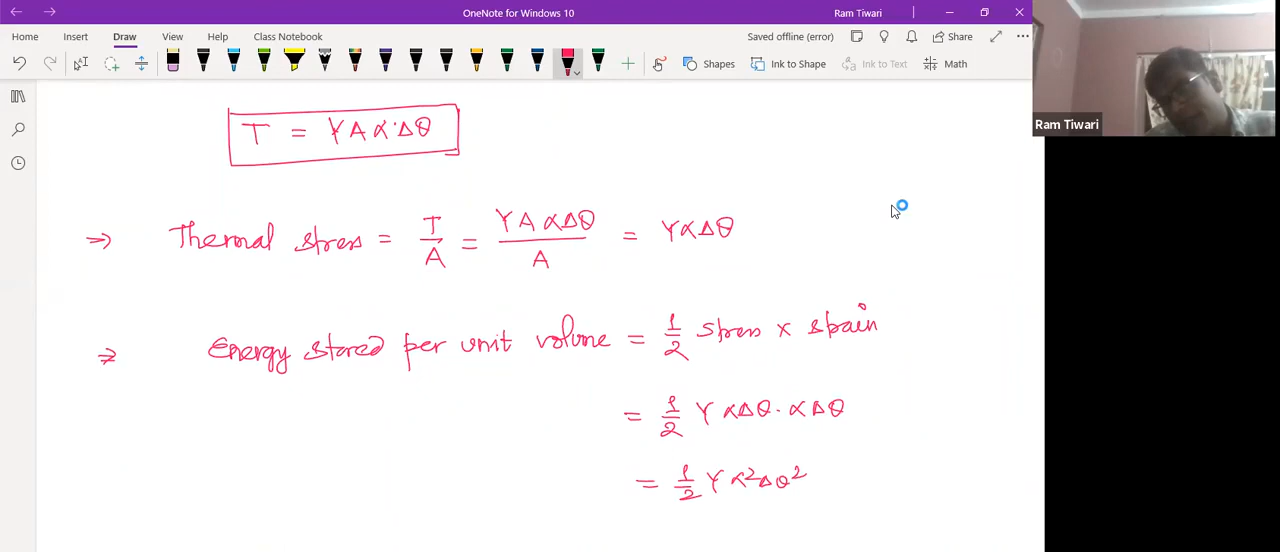 OneNote for Windows 10
Ram Tiwari
Home Insert Draw View Help Class Notebook
Saved offline (error)
Share
Shapes
Ink to Shape
Ink to Text
Math
Ram Tiwari
T = YAα·Δθ
⇒ Thermal stress = T/A = YAαΔθ/A = YαΔθ
⇒ Energy stored per unit volume = 1/2 stress × strain
= 1/2 YαΔθ·αΔθ
= 1/2 Yα²Δθ²